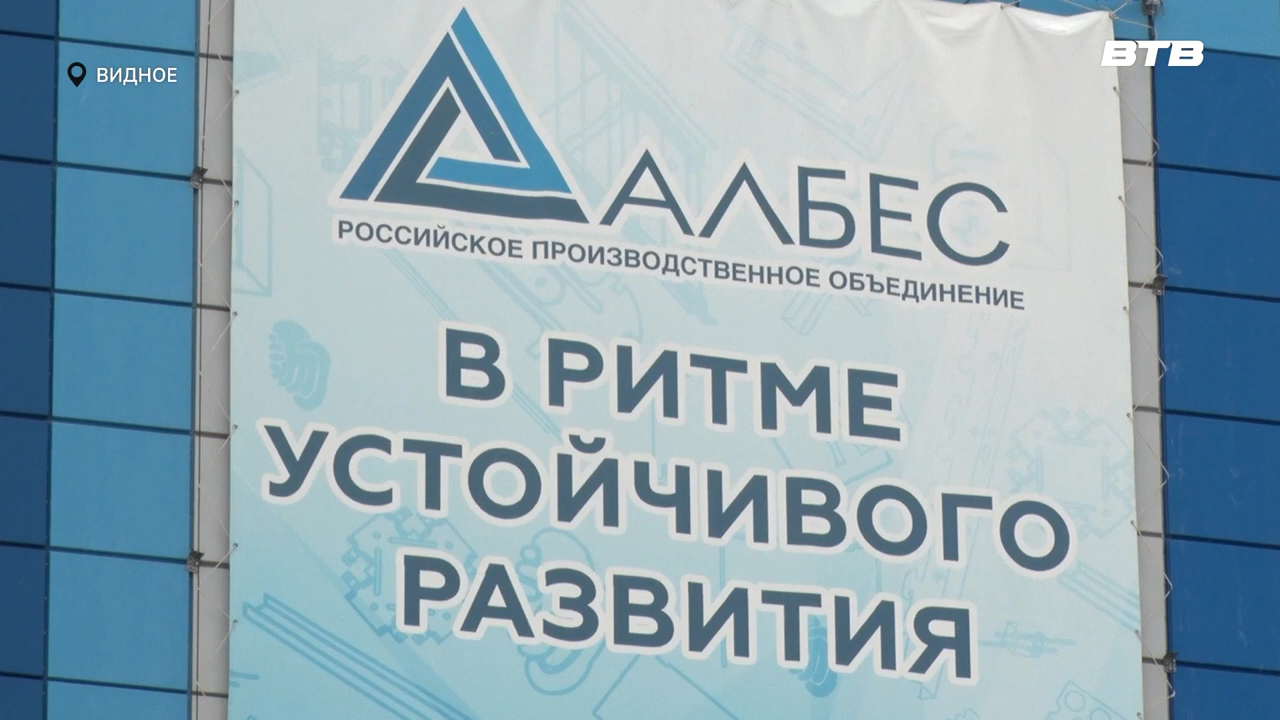 ВИДНОЕ
ВТВ
АЛБЕС
РОССИЙСКОЕ ПРОИЗВОДСТВЕННОЕ ОБЪЕДИНЕНИЕ
В РИТМЕ
УСТОЙЧИВОГО
РАЗВИТИЯ